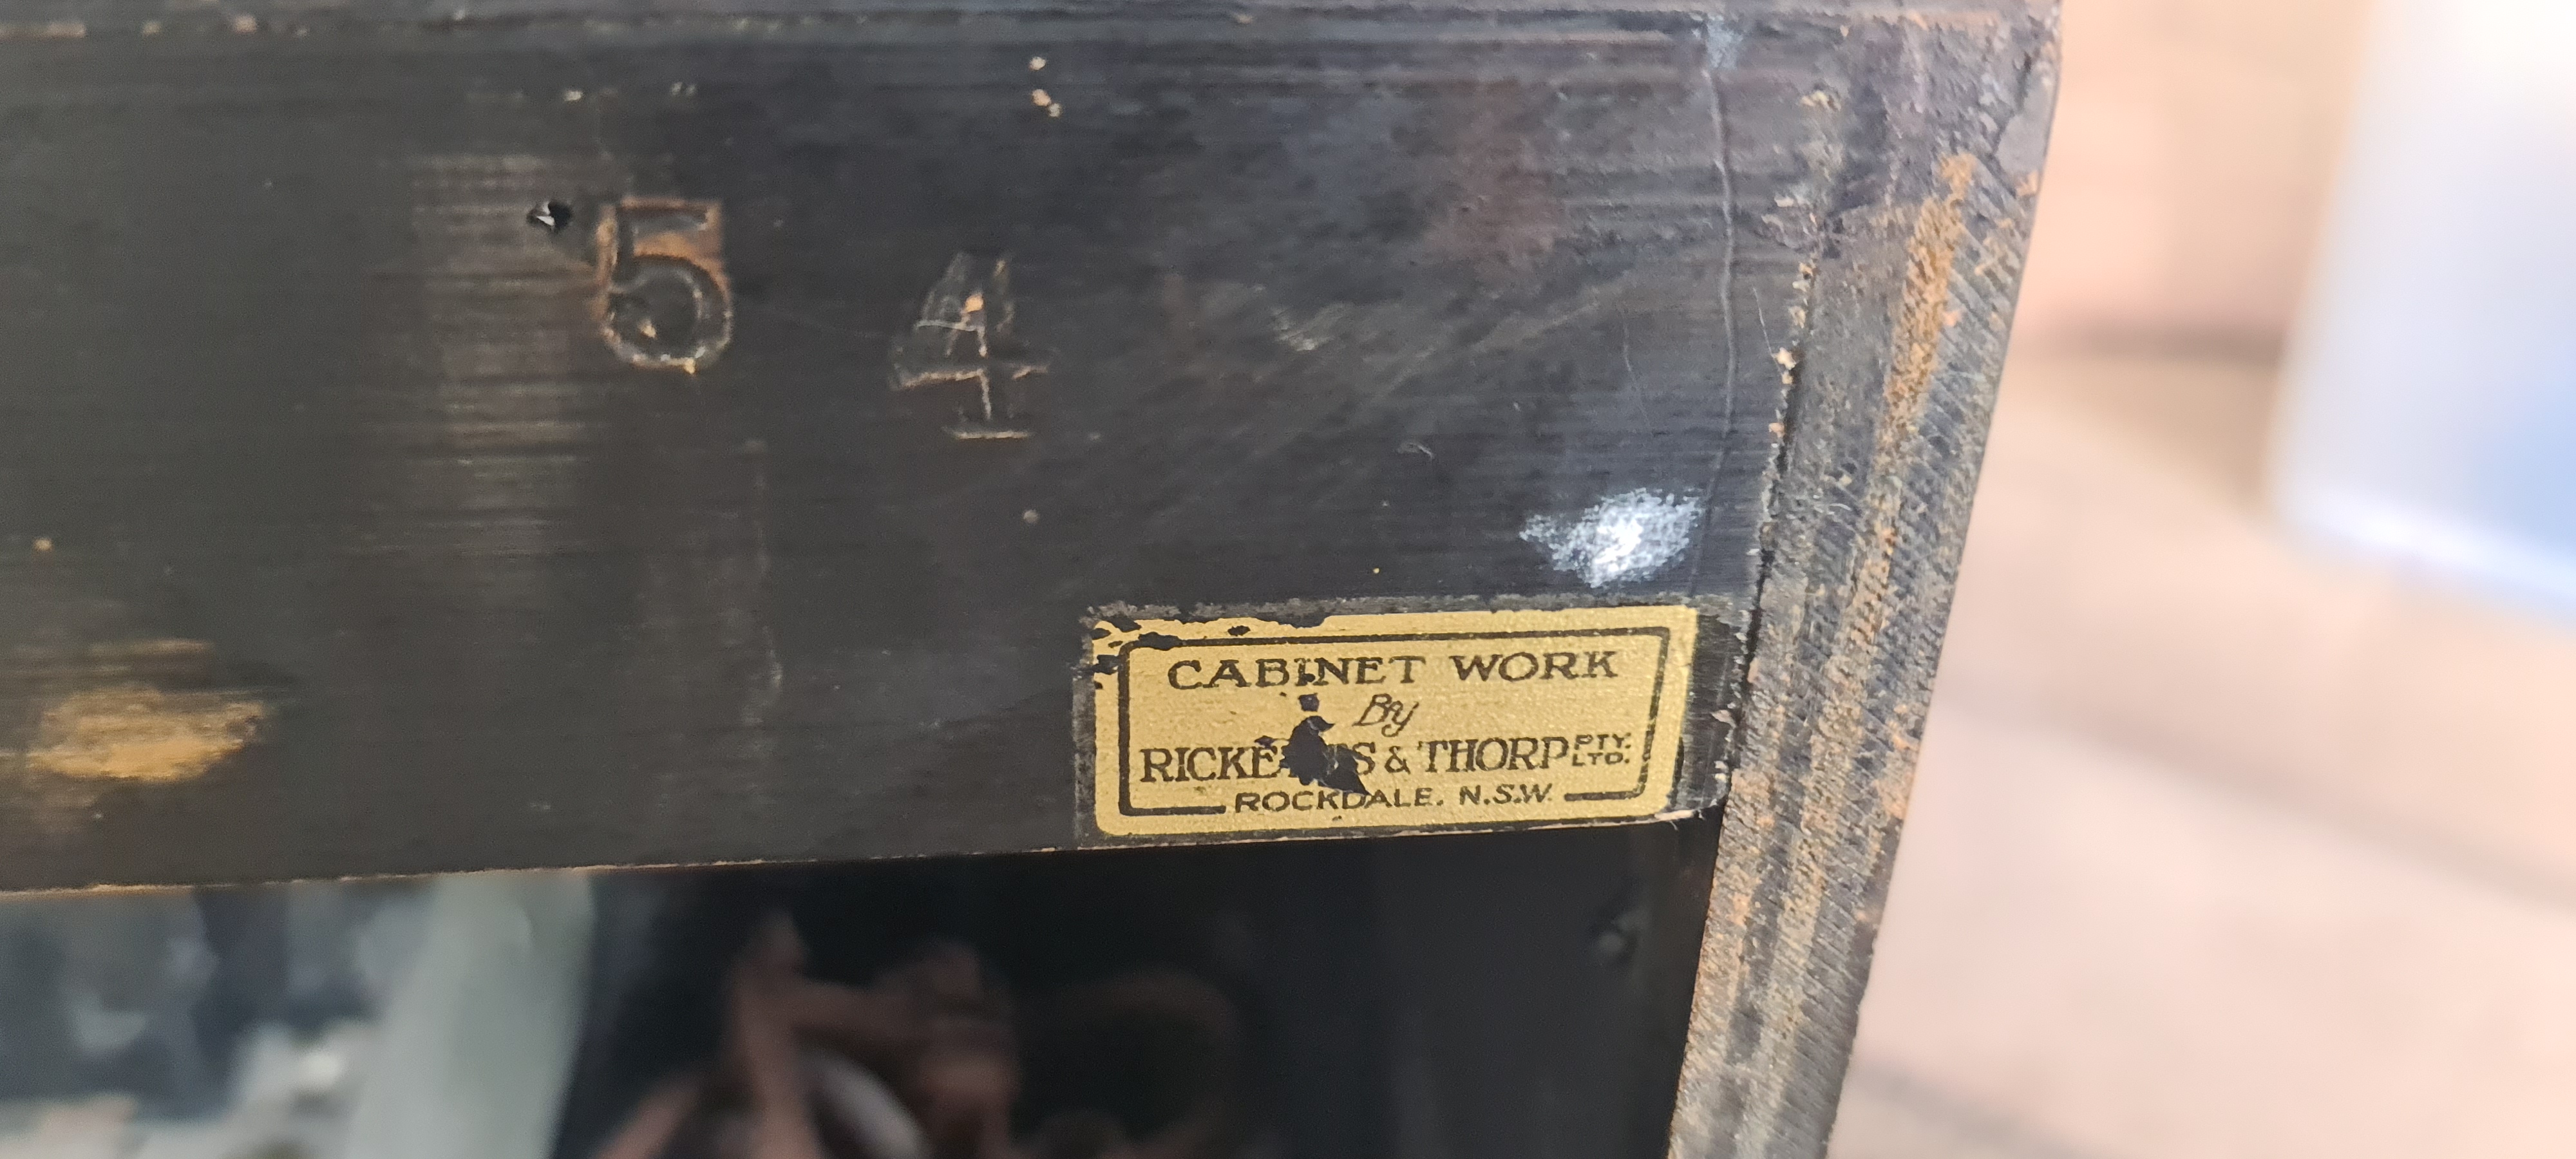 5 4
CABINET WORK
By
& THORP PTY. LTD.
ROCKDALE. N.S.W.